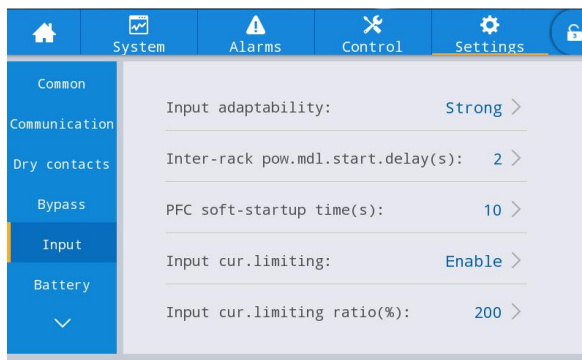 System Alarms Control Settings
Common
Communication
Dry contacts
Bypass
Input
Battery
Input adaptability: Strong
Inter-rack pow.mdl.start.delay(s): 2
PFC soft-startup time(s): 10
Input cur.limiting: Enable
Input cur.limiting ratio(%): 200